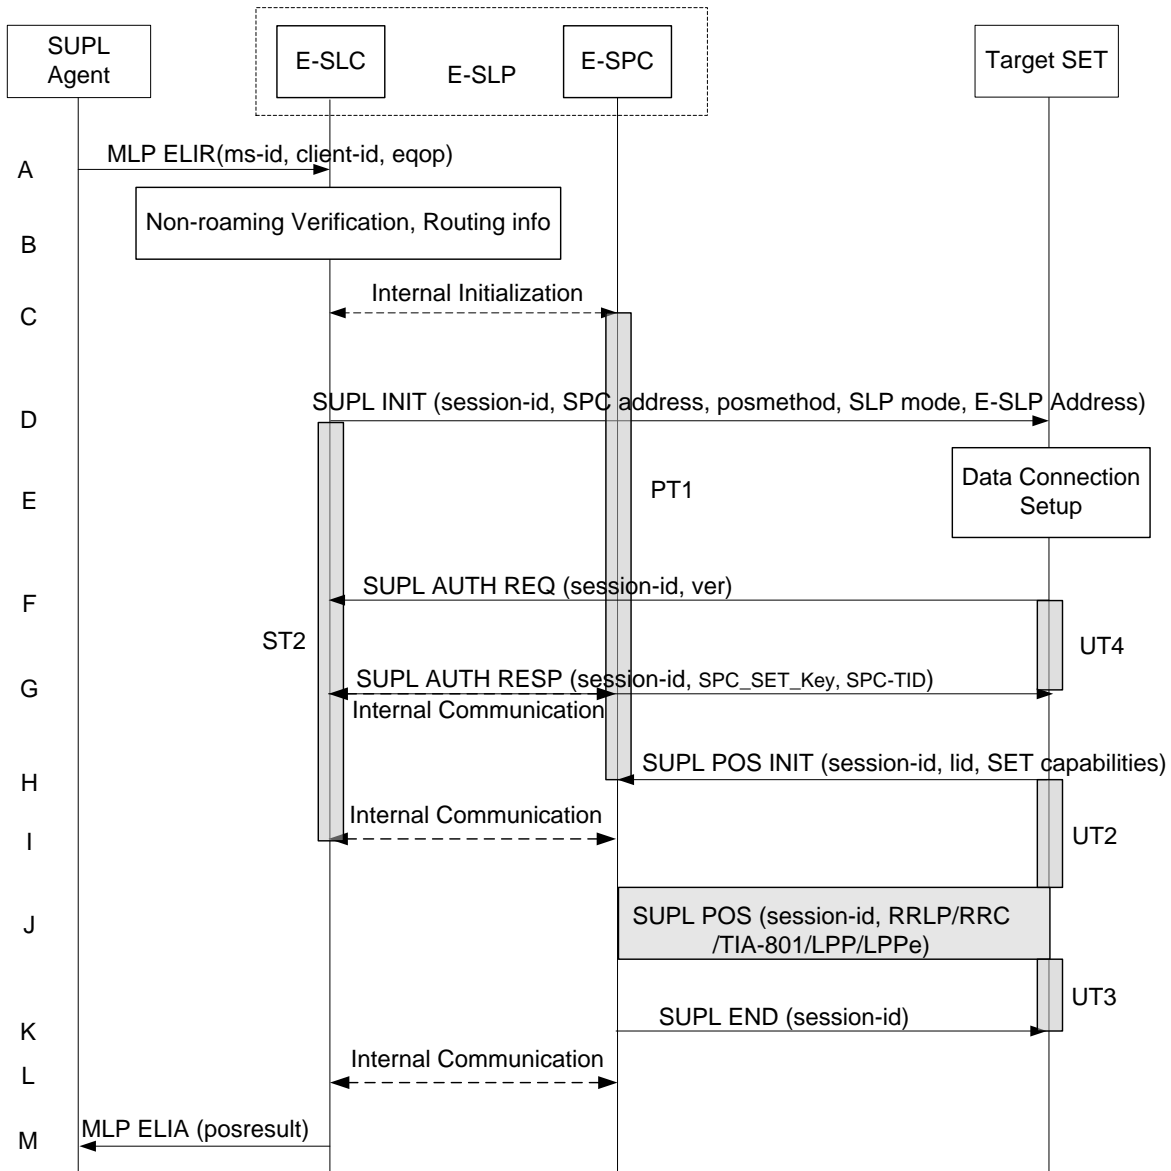 SUPL
Agent
E-SLC
E-SLP
E-SPC
Target SET
A
MLP ELIR(ms-id, client-id, eqop)
B
Non-roaming Verification, Routing info
C
Internal Initialization
D
SUPL INIT (session-id, SPC address, posmethod, SLP mode, E-SLP Address)
E
PT1
Data Connection
Setup
F
SUPL AUTH REQ (session-id, ver)
ST2
UT4
G
SUPL AUTH RESP (session-id, SPC_SET_Key, SPC-TID)
Internal Communication
H
SUPL POS INIT (session-id, lid, SET capabilities)
I
Internal Communication
UT2
J
SUPL POS (session-id, RRLP/RRC
/TIA-801/LPP/LPPe)
UT3
K
SUPL END (session-id)
L
Internal Communication
M
MLP ELIA (posresult)